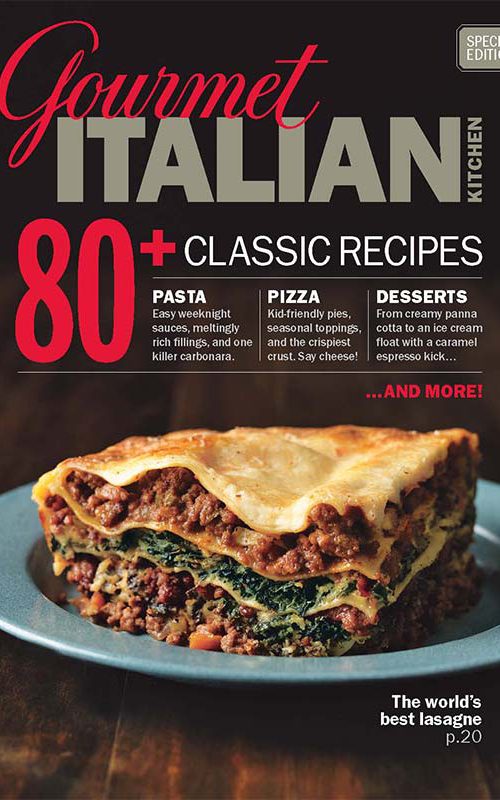 Gourmet
ITALIAN
KITCHEN
80+ CLASSIC RECIPES
PASTA
Easy weeknight
sauces, meltingly
rich fillings, and one
killer carbonara.
PIZZA
Kid-friendly pies,
seasonal toppings,
and the crispiest
crust. Say cheese!
DESSERTS
From creamy panna
cotta to an ice cream
float with a caramel
espresso kick...
...AND MORE!
The world's
best lasagne
p.20